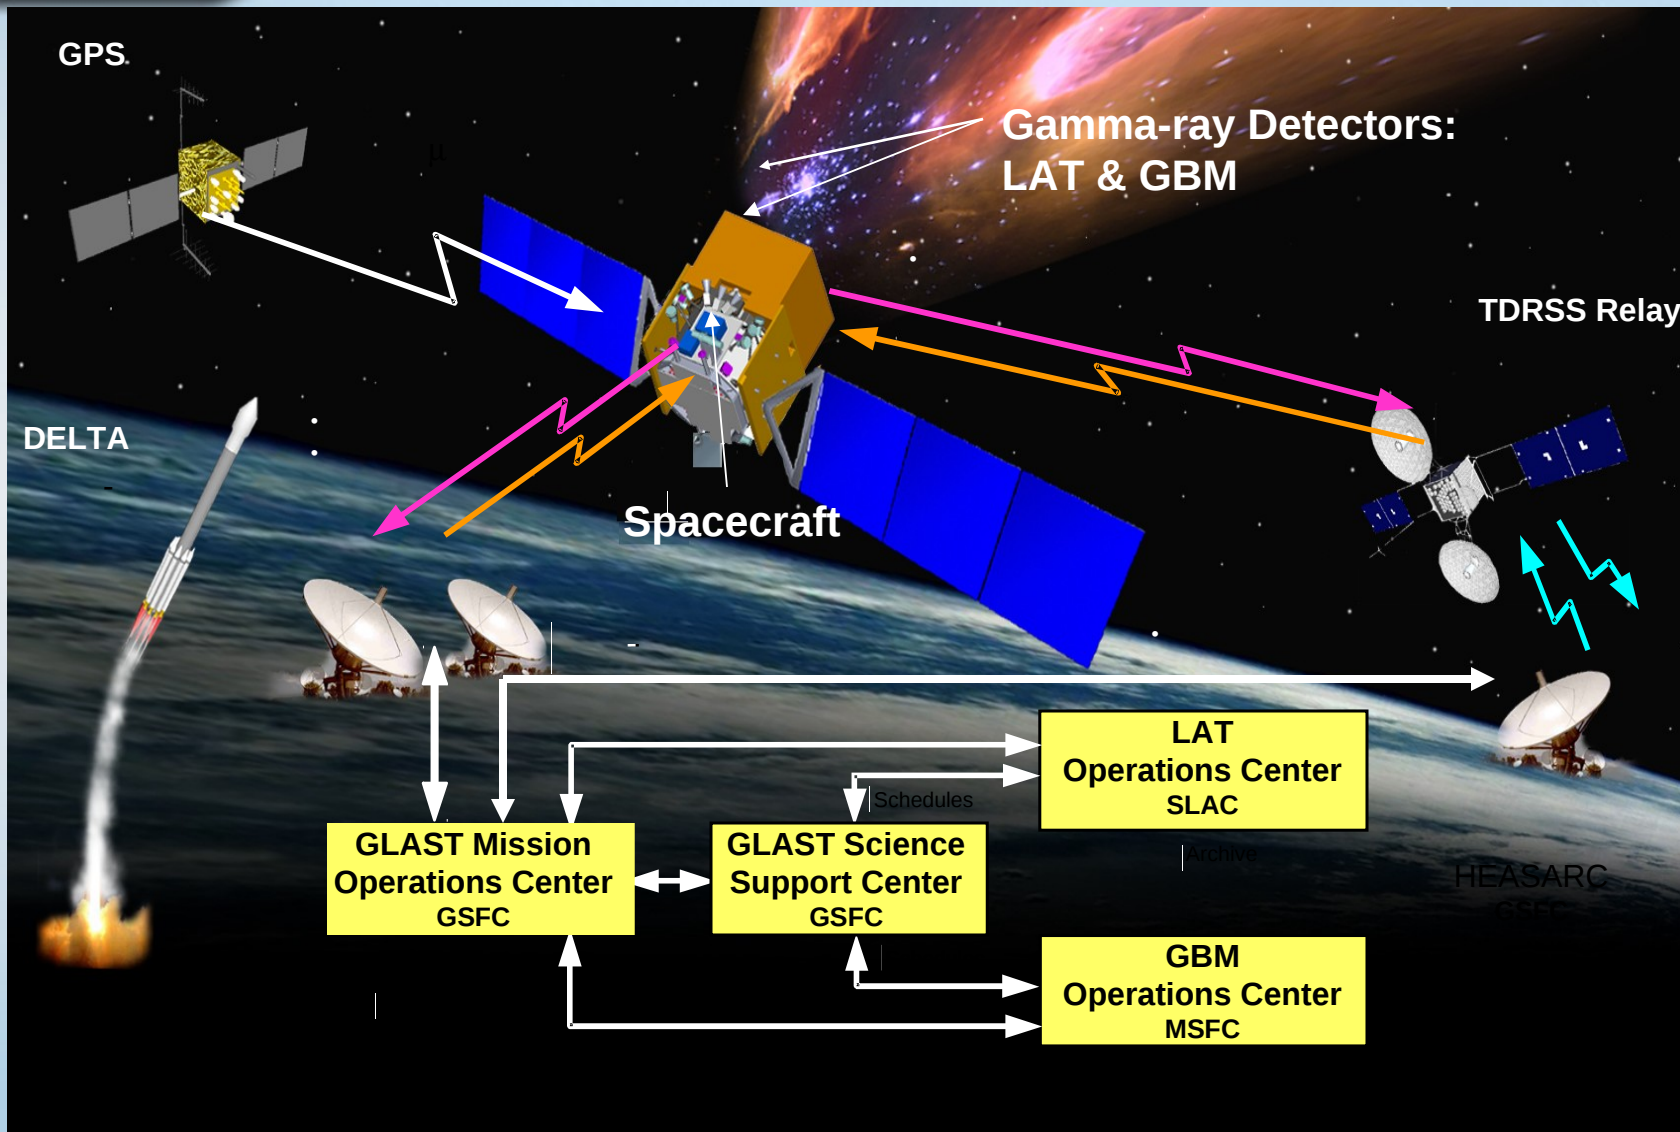 GPS
μ
Gamma-ray Detectors:
LAT & GBM
TDRSS Relay
DELTA
-
Spacecraft
-
LAT
Operations Center
SLAC
Schedules
GLAST Mission
Operations Center
GSFC
GLAST Science
Support Center
GSFC
Archive
HEASARC
GSFC
GBM
Operations Center
MSFC